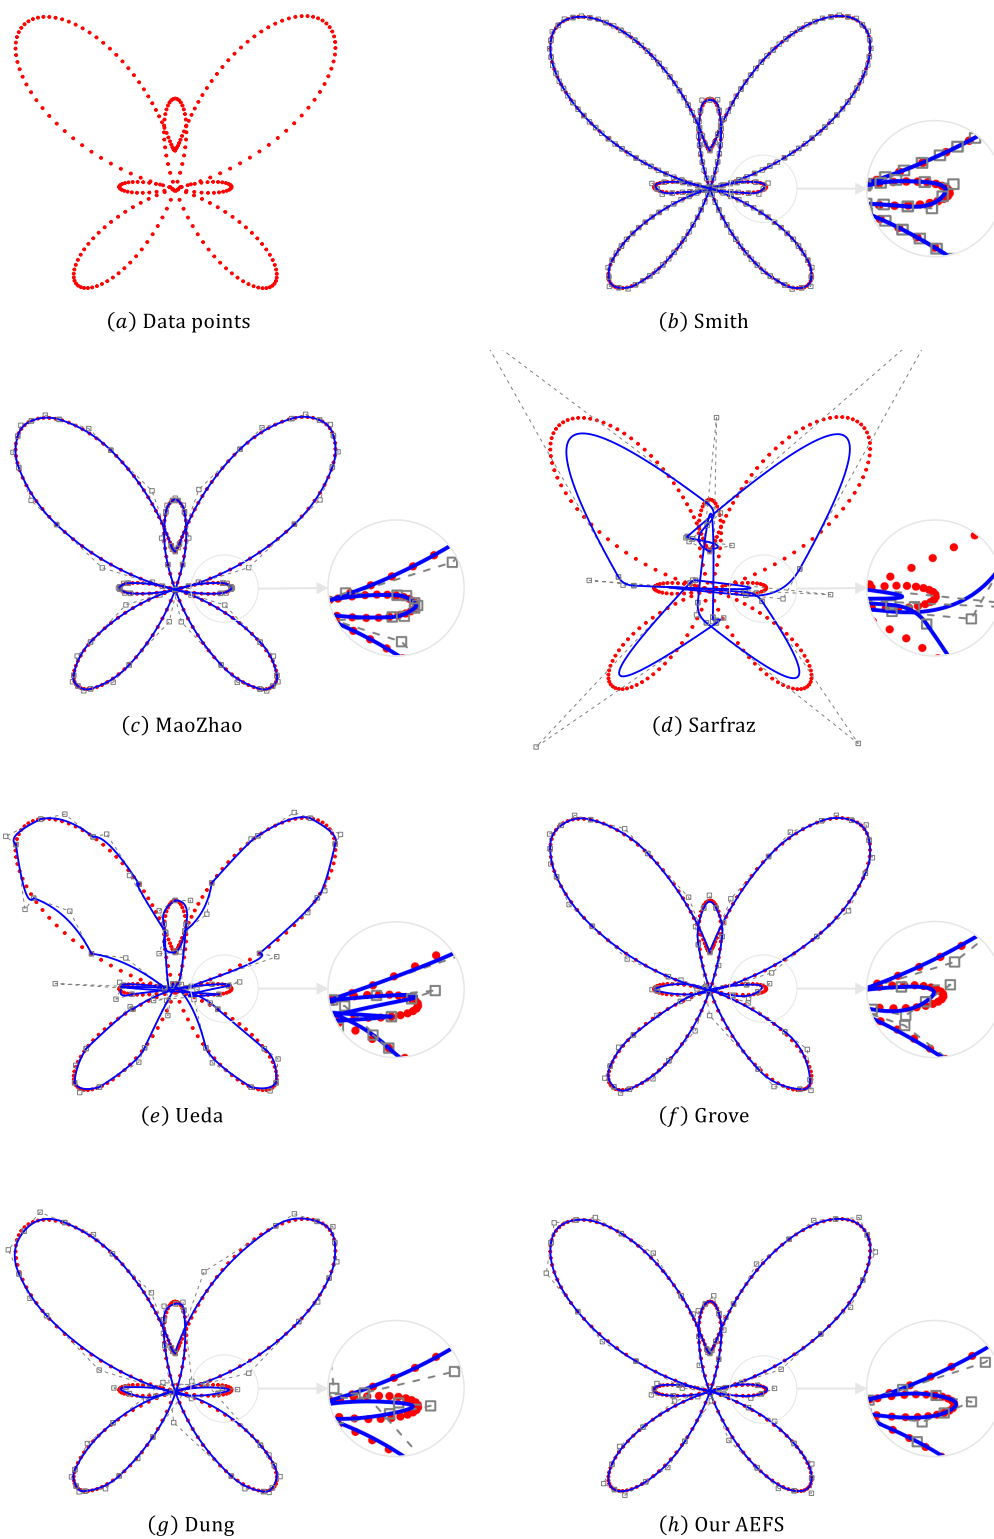 (a) Data points
(b) Smith
(c) MaoZhao
(d) Sarfraz
(e) Ueda
(f) Grove
(g) Dung
(h) Our AEFS